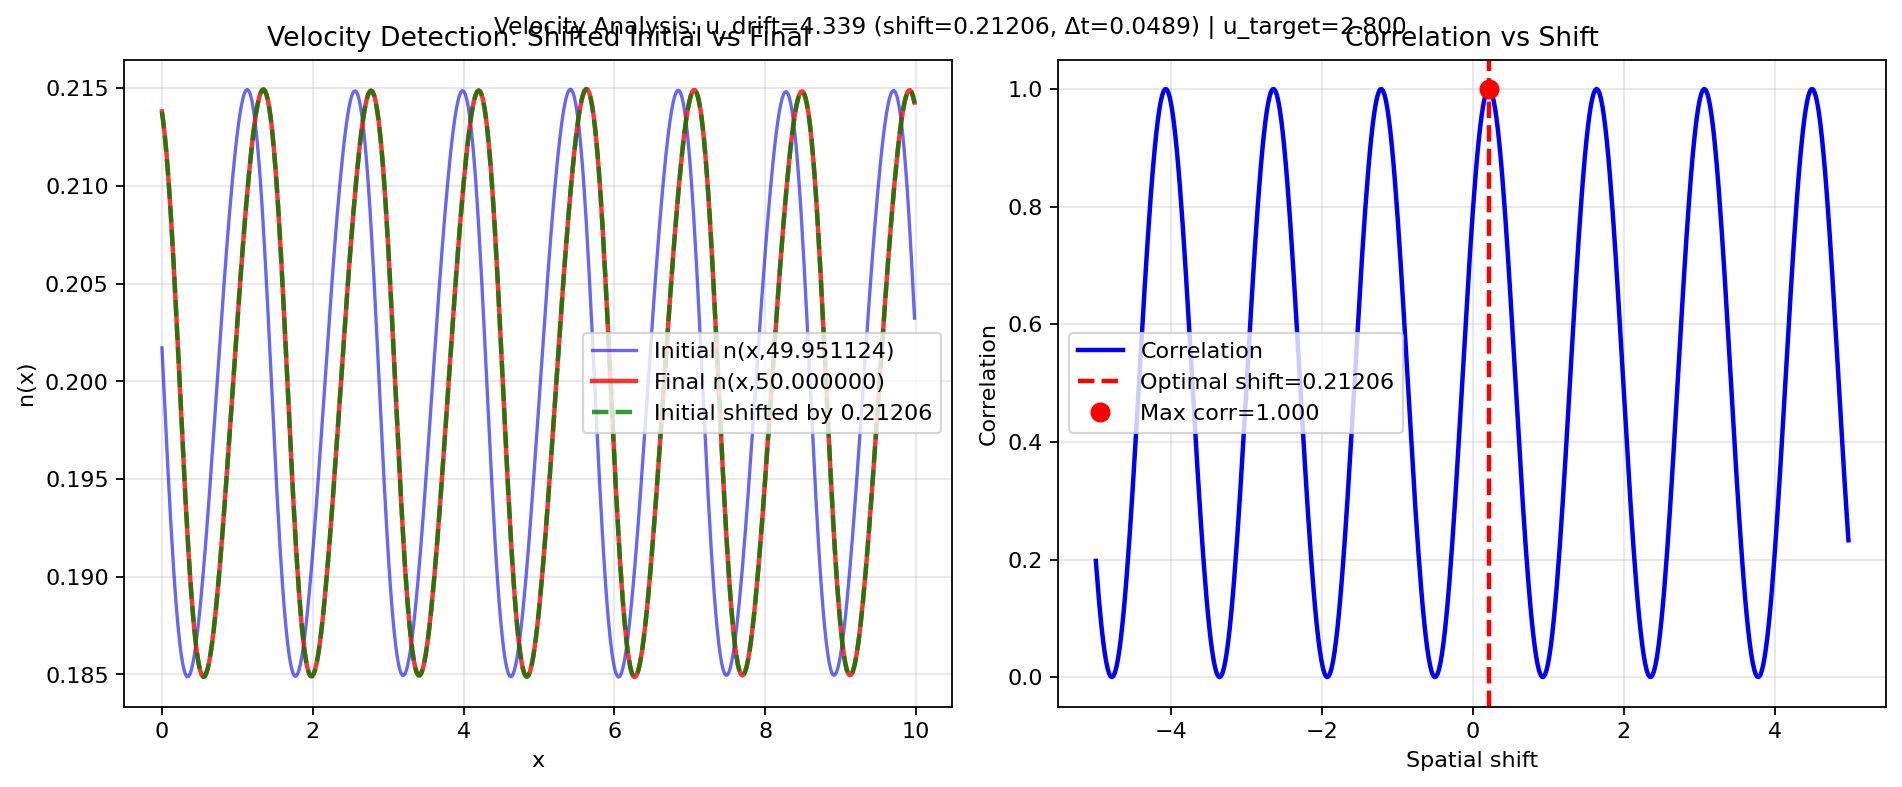 Velocity Analysis: u_drift=4.339 (shift=0.21206, Δt=0.0489) | u_target=2.800
Velocity Detection: Shifted Initial vs Final
n(x)
0.215
0.210
0.205
0.200
0.195
0.190
0.185
Initial n(x,49.951124)
Final n(x,50.000000)
Initial shifted by 0.21206
0 2 4 6 8 10
x
Correlation vs Shift
Correlation
1.0
0.8
0.6
0.4
0.2
0.0
Correlation
Optimal shift=0.21206
Max corr=1.000
−4 −2 0 2 4
Spatial shift